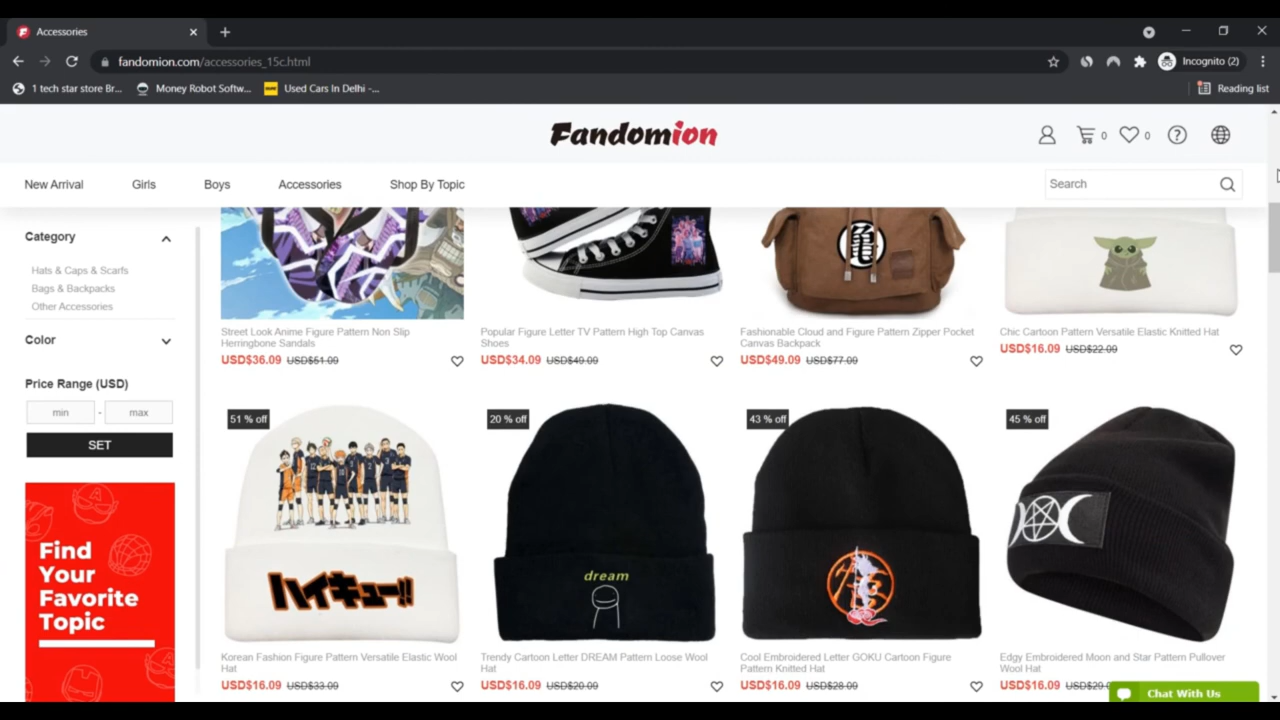 Accessories
fandomion.com/accessories_15c.html
Incognito (2)
1 tech star store Br...
Money Robot Softw...
Used Cars In Delhi -...
Reading list
Fandomion
0
0
New Arrival
Girls
Boys
Accessories
Shop By Topic
Search
Category
Hats & Caps & Scarfs
Bags & Backpacks
Other Accessories
Color
Price Range (USD)
min
-
max
SET
Find
Your
Favorite
Topic
Street Look Anime Figure Pattern Non Slip
Herringbone Sandals
USD$36.09 USD$51.09
Popular Figure Letter TV Pattern High Top Canvas
Shoes
USD$34.09 USD$49.09
Fashionable Cloud and Figure Pattern Zipper Pocket
Canvas Backpack
USD$49.09 USD$77.09
Chic Cartoon Pattern Versatile Elastic Knitted Hat
USD$16.09 USD$22.09
51 % off
ハイキュー!!
Korean Fashion Figure Pattern Versatile Elastic Wool
Hat
USD$16.09 USD$33.09
20 % off
dream
Trendy Cartoon Letter DREAM Pattern Loose Wool
Hat
USD$16.09 USD$20.09
43 % off
悟
Cool Embroidered Letter GOKU Cartoon Figure
Pattern Knitted Hat
USD$16.09 USD$28.09
45 % off
Edgy Embroidered Moon and Star Pattern Pullover
Wool Hat
USD$16.09
Chat With Us